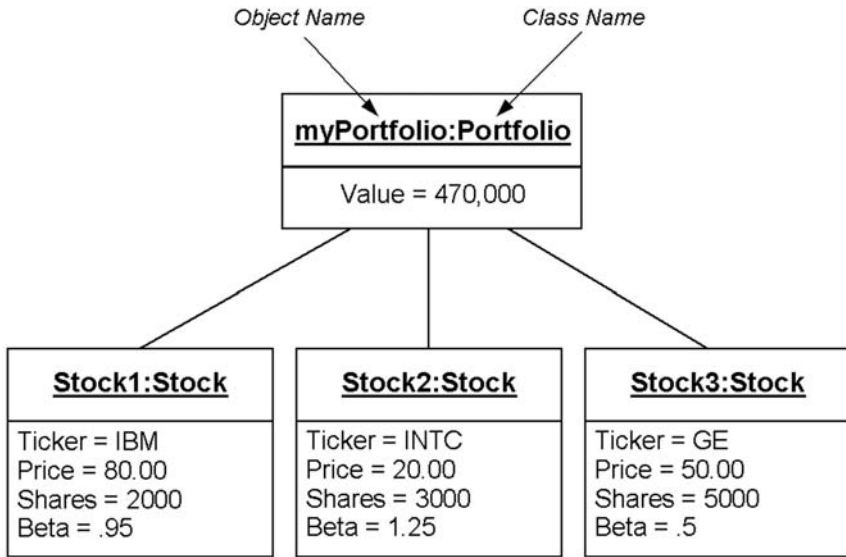 Object Name
Class Name
myPortfolio:Portfolio
Value = 470,000
Stock1:Stock
Ticker = IBM
Price = 80.00
Shares = 2000
Beta = .95
Stock2:Stock
Ticker = INTC
Price = 20.00
Shares = 3000
Beta = 1.25
Stock3:Stock
Ticker = GE
Price = 50.00
Shares = 5000
Beta = .5